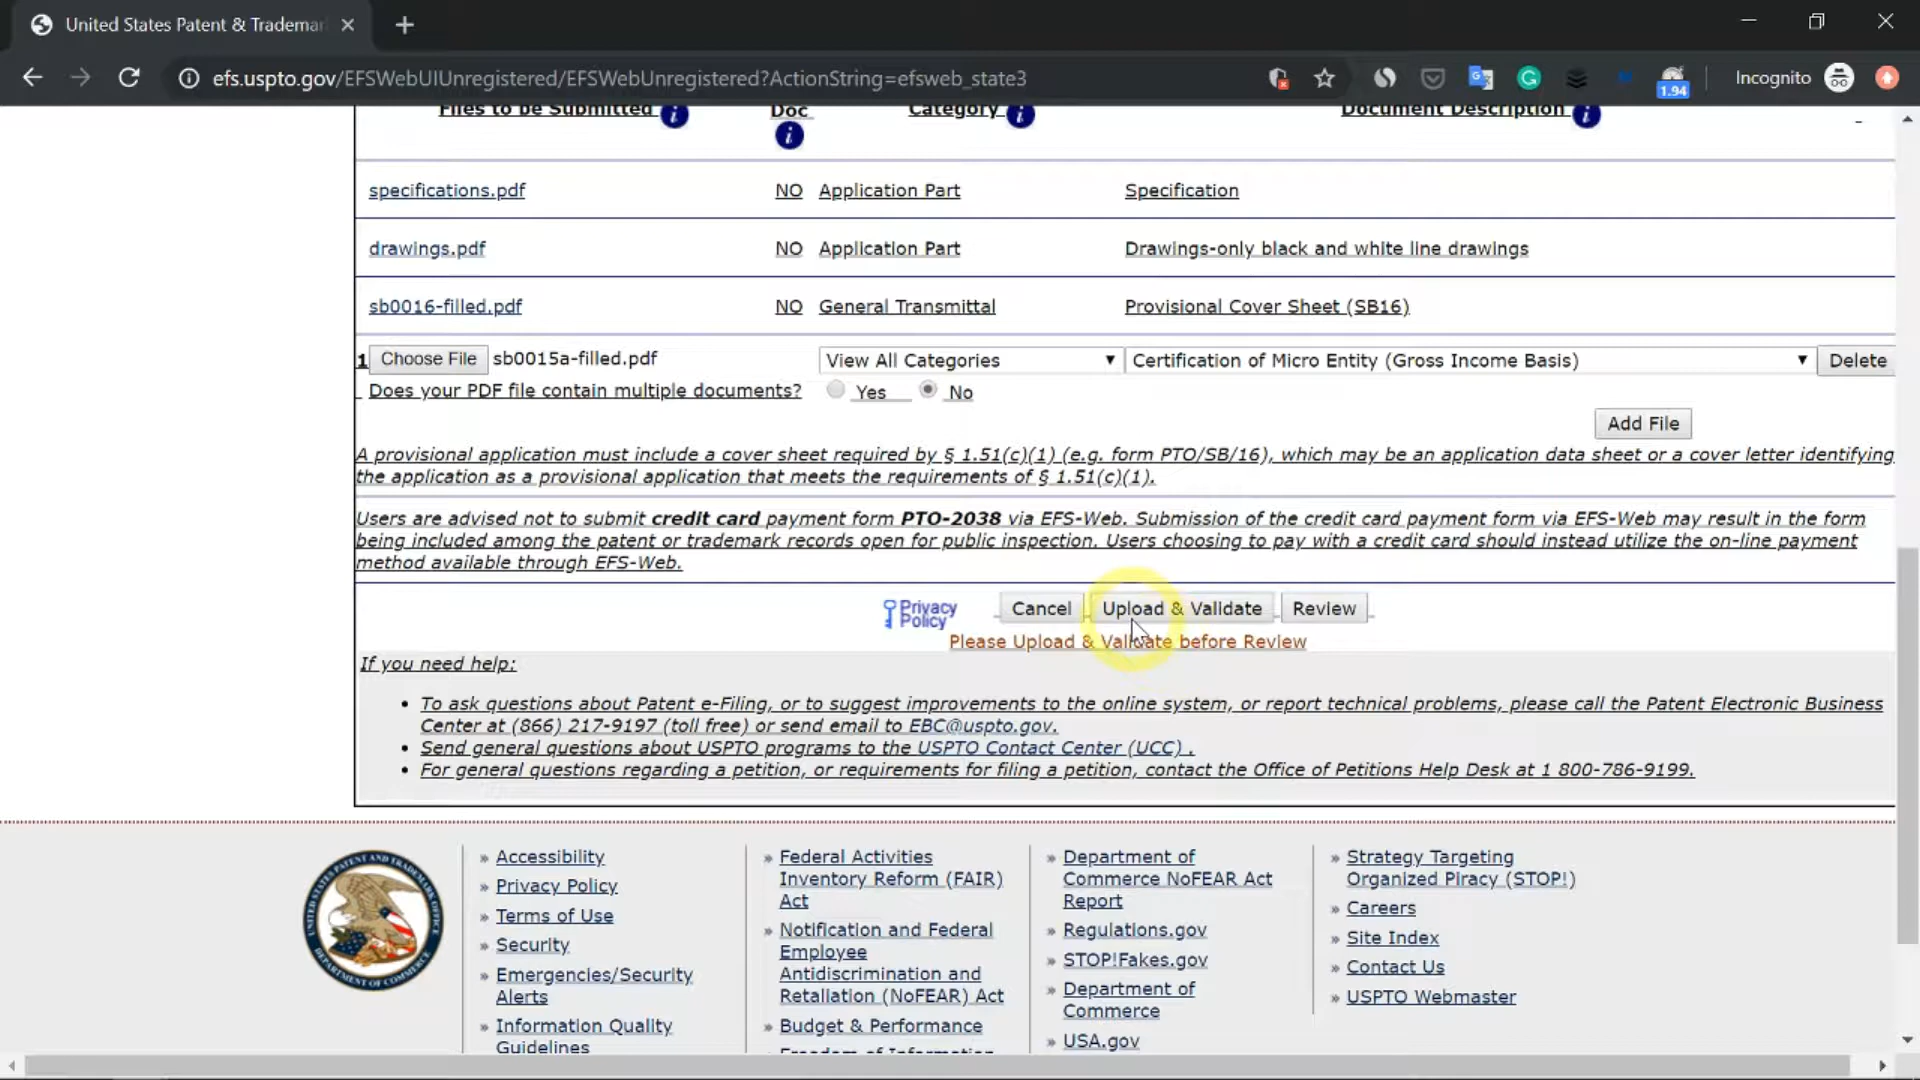 United States Patent & Tradema
efs.uspto.gov/EFSWebUIUnregistered/EFSWebUnregistered?ActionString=efsweb_state3
1.94
Incognito
Files to be Submitted
Doc
Category
Document Description
specifications.pdf NO Application Part Specification
drawings.pdf NO Application Part Drawings-only black and white line drawings
sb0016-filled.pdf NO General Transmittal Provisional Cover Sheet (SB16)
1 Choose File sb0015a-filled.pdf View All Categories Certification of Micro Entity (Gross Income Basis) Delete
Does your PDF file contain multiple documents? Yes No
Add File
A provisional application must include a cover sheet required by § 1.51(c)(1) (e.g. form PTO/SB/16), which may be an application data sheet or a cover letter identifying
the application as a provisional application that meets the requirements of § 1.51(c)(1).
Users are advised not to submit credit card payment form PTO-2038 via EFS-Web. Submission of the credit card payment form via EFS-Web may result in the form
being included among the patent or trademark records open for public inspection. Users choosing to pay with a credit card should instead utilize the on-line payment
method available through EFS-Web.
Privacy
Policy
Cancel Upload & Validate Review
Please Upload & Validate before Review
If you need help:
• To ask questions about Patent e-Filing, or to suggest improvements to the online system, or report technical problems, please call the Patent Electronic Business
Center at (866) 217-9197 (toll free) or send email to EBC@uspto.gov.
• Send general questions about USPTO programs to the USPTO Contact Center (UCC) .
• For general questions regarding a petition, or requirements for filing a petition, contact the Office of Petitions Help Desk at 1 800-786-9199.
UNITED STATES PATENT AND TRADEMARK OFFICE
DEPARTMENT OF COMMERCE
» Accessibility
» Privacy Policy
» Terms of Use
» Security
» Emergencies/Security
Alerts
» Information Quality
Guidelines
» Federal Activities
Inventory Reform (FAIR)
Act
» Notification and Federal
Employee
Antidiscrimination and
Retaliation (NoFEAR) Act
» Budget & Performance
» Freedom of Information
» Department of
Commerce NoFEAR Act
Report
» Regulations.gov
» STOP!Fakes.gov
» Department of
Commerce
» USA.gov
» Strategy Targeting
Organized Piracy (STOP!)
» Careers
» Site Index
» Contact Us
» USPTO Webmaster